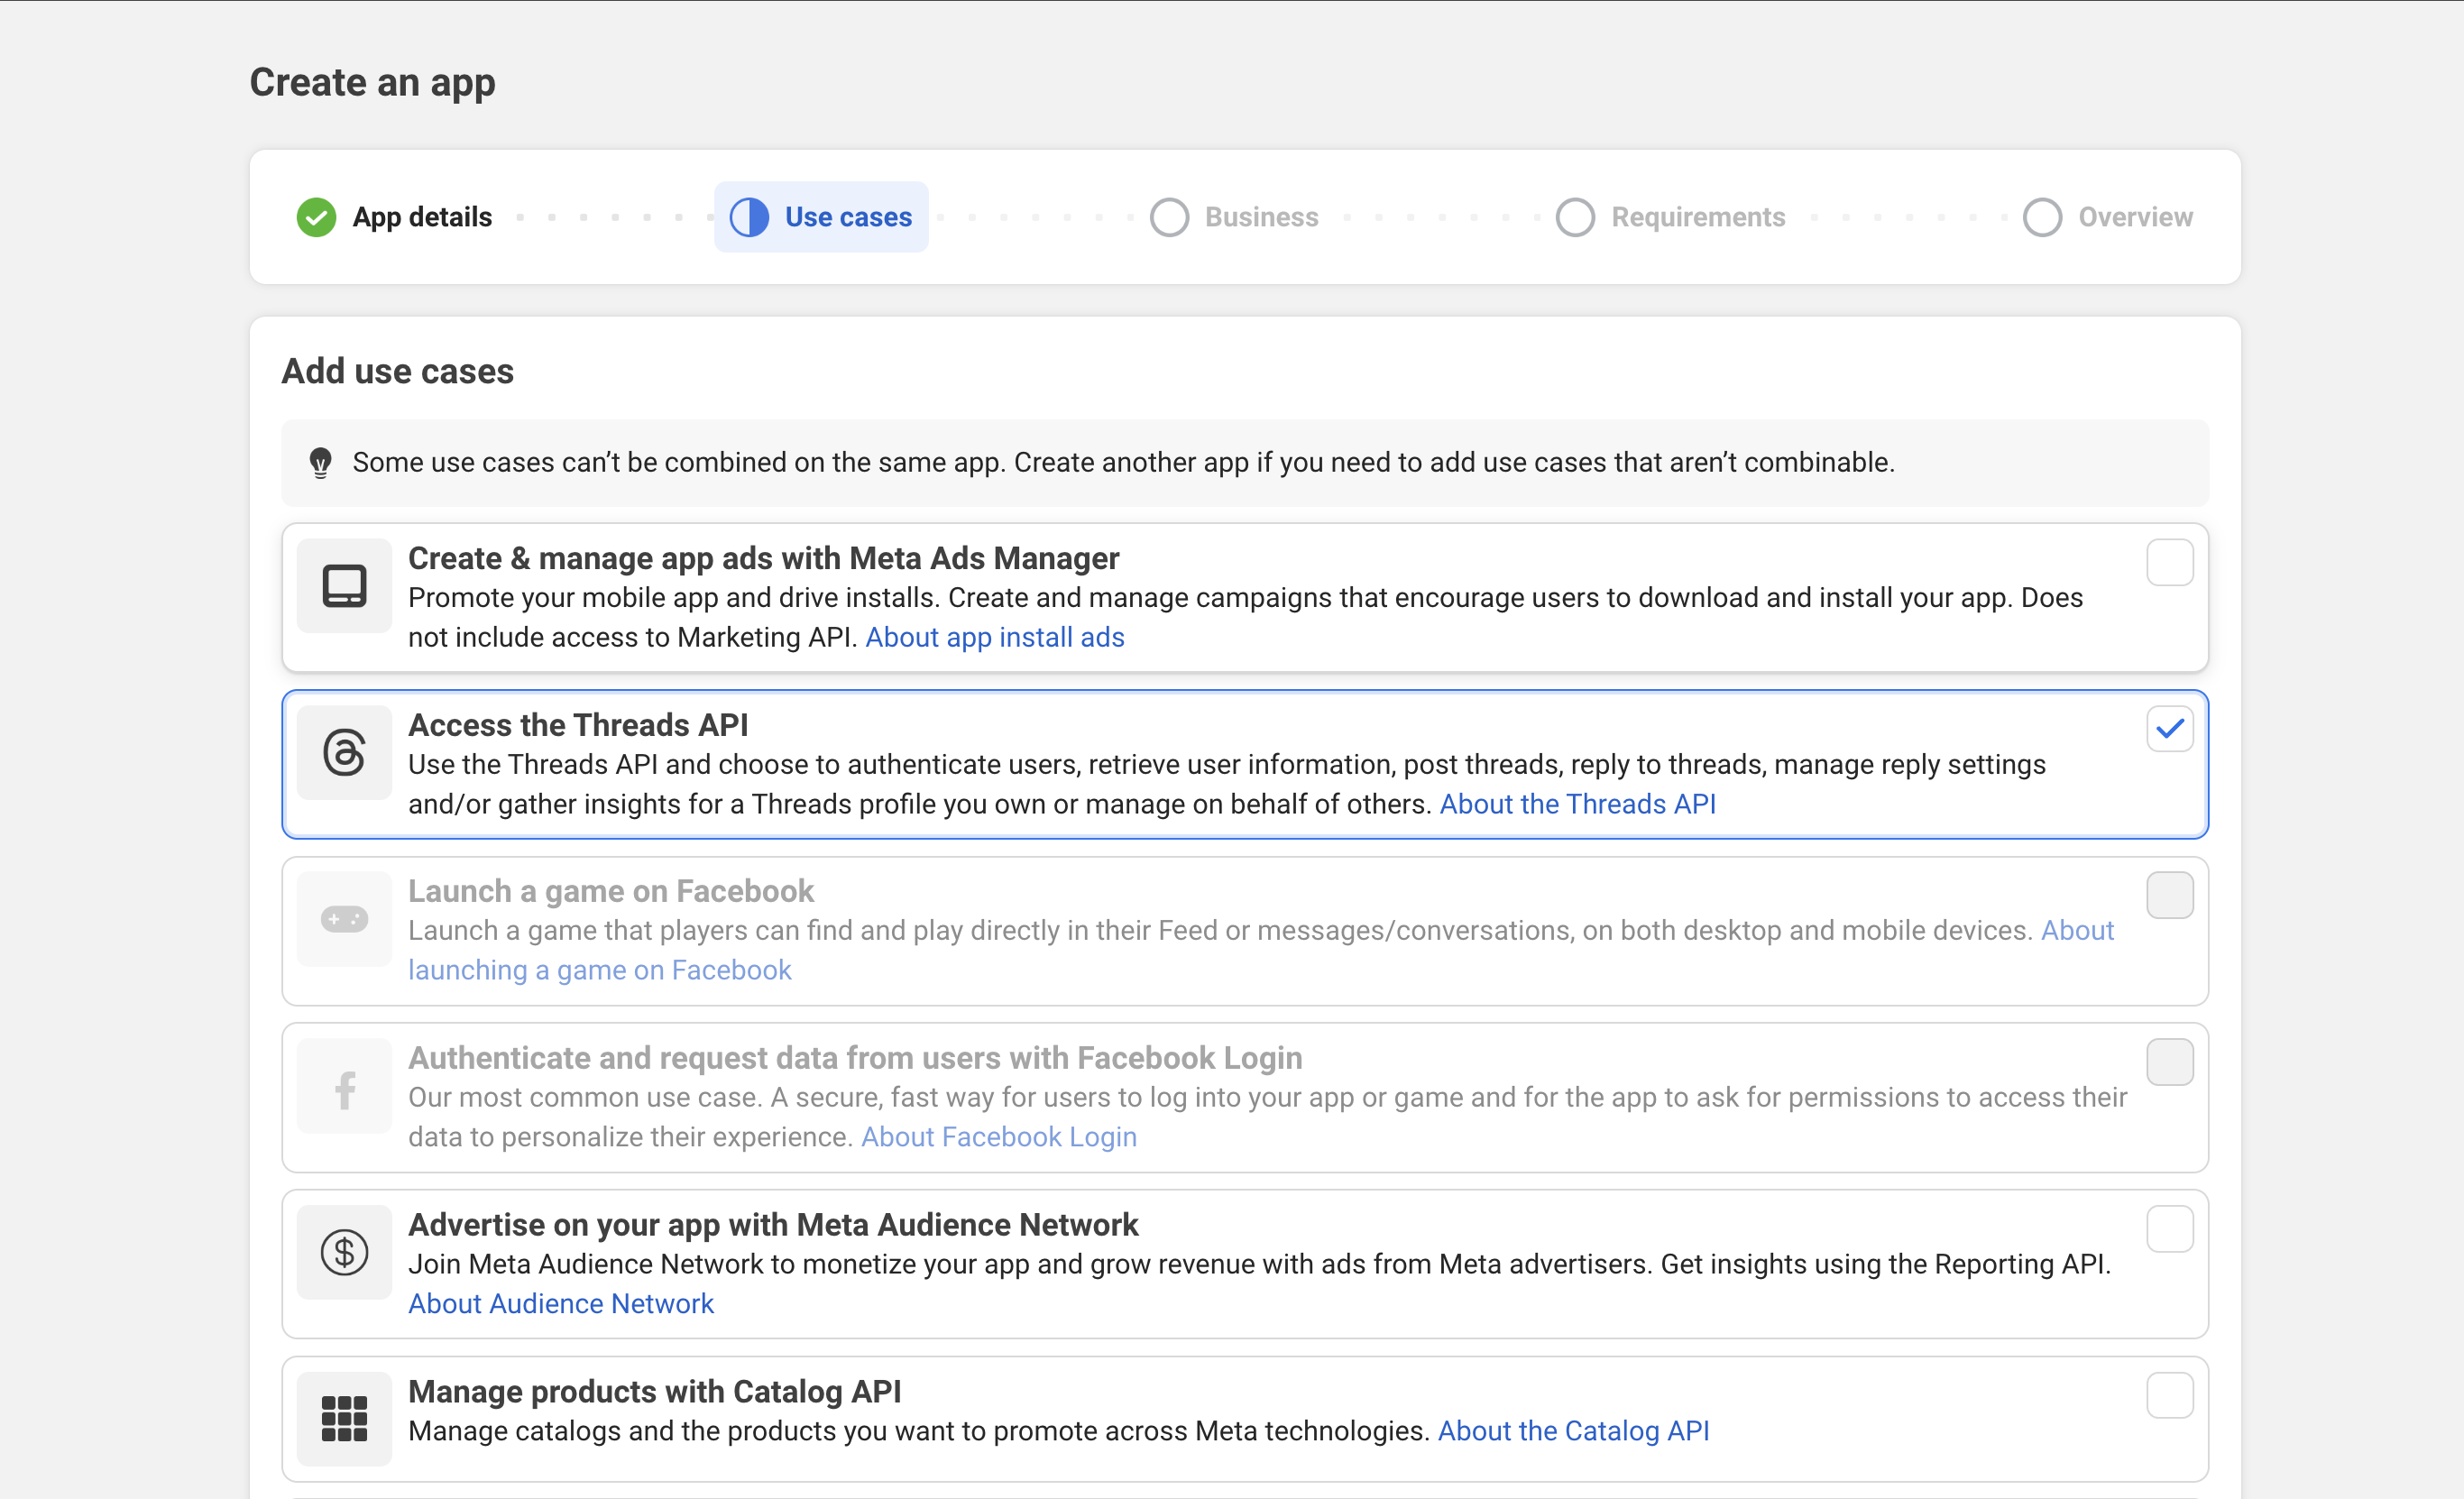 Create an app
App details
Use cases
Business
Requirements
Overview
Add use cases
Some use cases can’t be combined on the same app. Create another app if you need to add use cases that aren’t combinable.
Create & manage app ads with Meta Ads Manager
Promote your mobile app and drive installs. Create and manage campaigns that encourage users to download and install your app. Does
not include access to Marketing API. About app install ads
Access the Threads API
Use the Threads API and choose to authenticate users, retrieve user information, post threads, reply to threads, manage reply settings
and/or gather insights for a Threads profile you own or manage on behalf of others. About the Threads API
Launch a game on Facebook
Launch a game that players can find and play directly in their Feed or messages/conversations, on both desktop and mobile devices. About
launching a game on Facebook
Authenticate and request data from users with Facebook Login
Our most common use case. A secure, fast way for users to log into your app or game and for the app to ask for permissions to access their
data to personalize their experience. About Facebook Login
Advertise on your app with Meta Audience Network
Join Meta Audience Network to monetize your app and grow revenue with ads from Meta advertisers. Get insights using the Reporting API.
About Audience Network
Manage products with Catalog API
Manage catalogs and the products you want to promote across Meta technologies. About the Catalog API